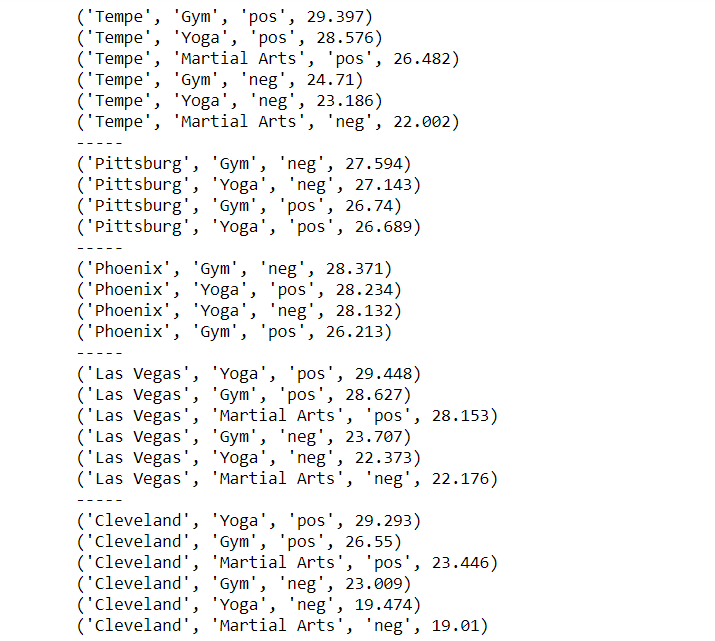 ('Tempe', 'Gym', 'pos', 29.397)
('Tempe', 'Yoga', 'pos', 28.576)
('Tempe', 'Martial Arts', 'pos', 26.482)
('Tempe', 'Gym', 'neg', 24.71)
('Tempe', 'Yoga', 'neg', 23.186)
('Tempe', 'Martial Arts', 'neg', 22.002)
-----
('Pittsburg', 'Gym', 'neg', 27.594)
('Pittsburg', 'Yoga', 'neg', 27.143)
('Pittsburg', 'Gym', 'pos', 26.74)
('Pittsburg', 'Yoga', 'pos', 26.689)
-----
('Phoenix', 'Gym', 'neg', 28.371)
('Phoenix', 'Yoga', 'pos', 28.234)
('Phoenix', 'Yoga', 'neg', 28.132)
('Phoenix', 'Gym', 'pos', 26.213)
-----
('Las Vegas', 'Yoga', 'pos', 29.448)
('Las Vegas', 'Gym', 'pos', 28.627)
('Las Vegas', 'Martial Arts', 'pos', 28.153)
('Las Vegas', 'Gym', 'neg', 23.707)
('Las Vegas', 'Yoga', 'neg', 22.373)
('Las Vegas', 'Martial Arts', 'neg', 22.176)
-----
('Cleveland', 'Yoga', 'pos', 29.293)
('Cleveland', 'Gym', 'pos', 26.55)
('Cleveland', 'Martial Arts', 'pos', 23.446)
('Cleveland', 'Gym', 'neg', 23.009)
('Cleveland', 'Yoga', 'neg', 19.474)
('Cleveland', 'Martial Arts', 'neg', 19.01)